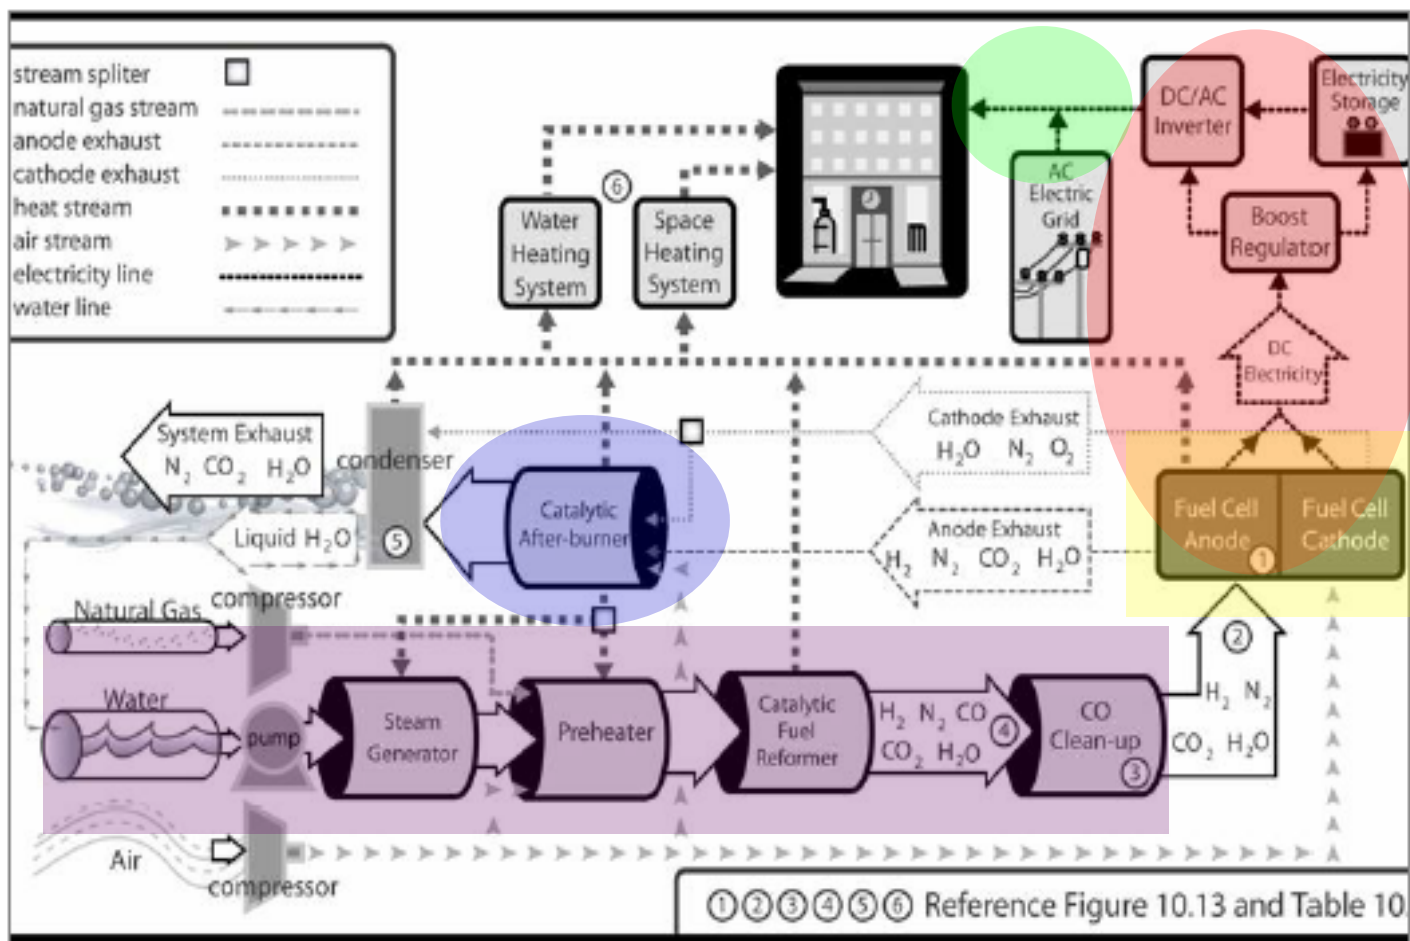 stream spliter
natural gas stream
anode exhaust
cathode exhaust
heat stream
air stream
electricity line
water line
Water
Heating
System
⑥
Space
Heating
System
AC
Electric
Grid
DC/AC
Inverter
Electricity
Storage
Boost
Regulator
DC
Electricity
System Exhaust
N2 CO2 H2O
condenser
⑤
Liquid H2O
Catalytic
After-burner
Cathode Exhaust
H2O N2 O2
Anode Exhaust
H2 N2 CO2 H2O
Fuel Cell
Anode ①
Fuel Cell
Cathode
Natural Gas
compressor
Water
pump
Steam
Generator
Preheater
Catalytic
Fuel
Reformer
H2 N2 CO ④
CO2 H2O
CO
Clean-up
③
②
H2 N2
CO2 H2O
Air
compressor
①②③④⑤⑥ Reference Figure 10.13 and Table 10.